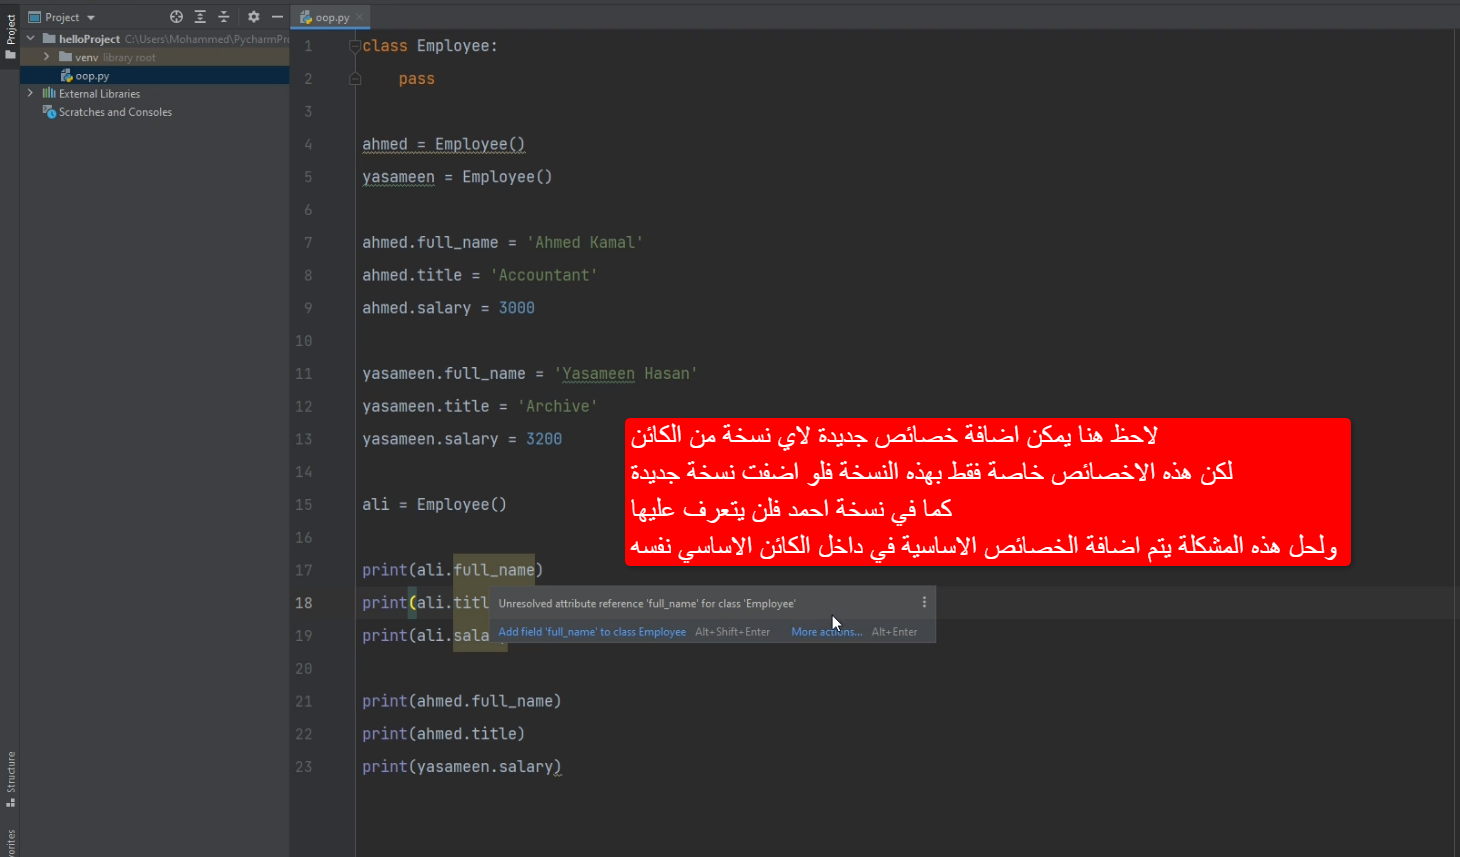 Project
Project
oop.py
helloProject C:\Users\Mohammed\PycharmPro
venv library root
oop.py
External Libraries
Scratches and Consoles
1 class Employee:
2 pass
3
4 ahmed = Employee()
5 yasameen = Employee()
6
7 ahmed.full_name = 'Ahmed Kamal'
8 ahmed.title = 'Accountant'
9 ahmed.salary = 3000
10
11 yasameen.full_name = 'Yasameen Hasan'
12 yasameen.title = 'Archive'
13 yasameen.salary = 3200
لاحظ هنا يمكن اضافة خصائص جديدة لاي نسخة من الكائن
لكن هذه الاخصائص خاصة فقط بهذه النسخة فلو اضفت نسخة جديدة
كما في نسخة احمد فلن يتعرف عليها
ولحل هذه المشكلة يتم اضافة الخصائص الاساسية في داخل الكائن الاساسي نفسه
14
15 ali = Employee()
16
17 print(ali.full_name)
18 print(ali.titl
Unresolved attribute reference 'full_name' for class 'Employee'
19 print(ali.sala
Add field 'full_name' to class Employee Alt+Shift+Enter More actions... Alt+Enter
20
21 print(ahmed.full_name)
22 print(ahmed.title)
23 print(yasameen.salary)
Structure